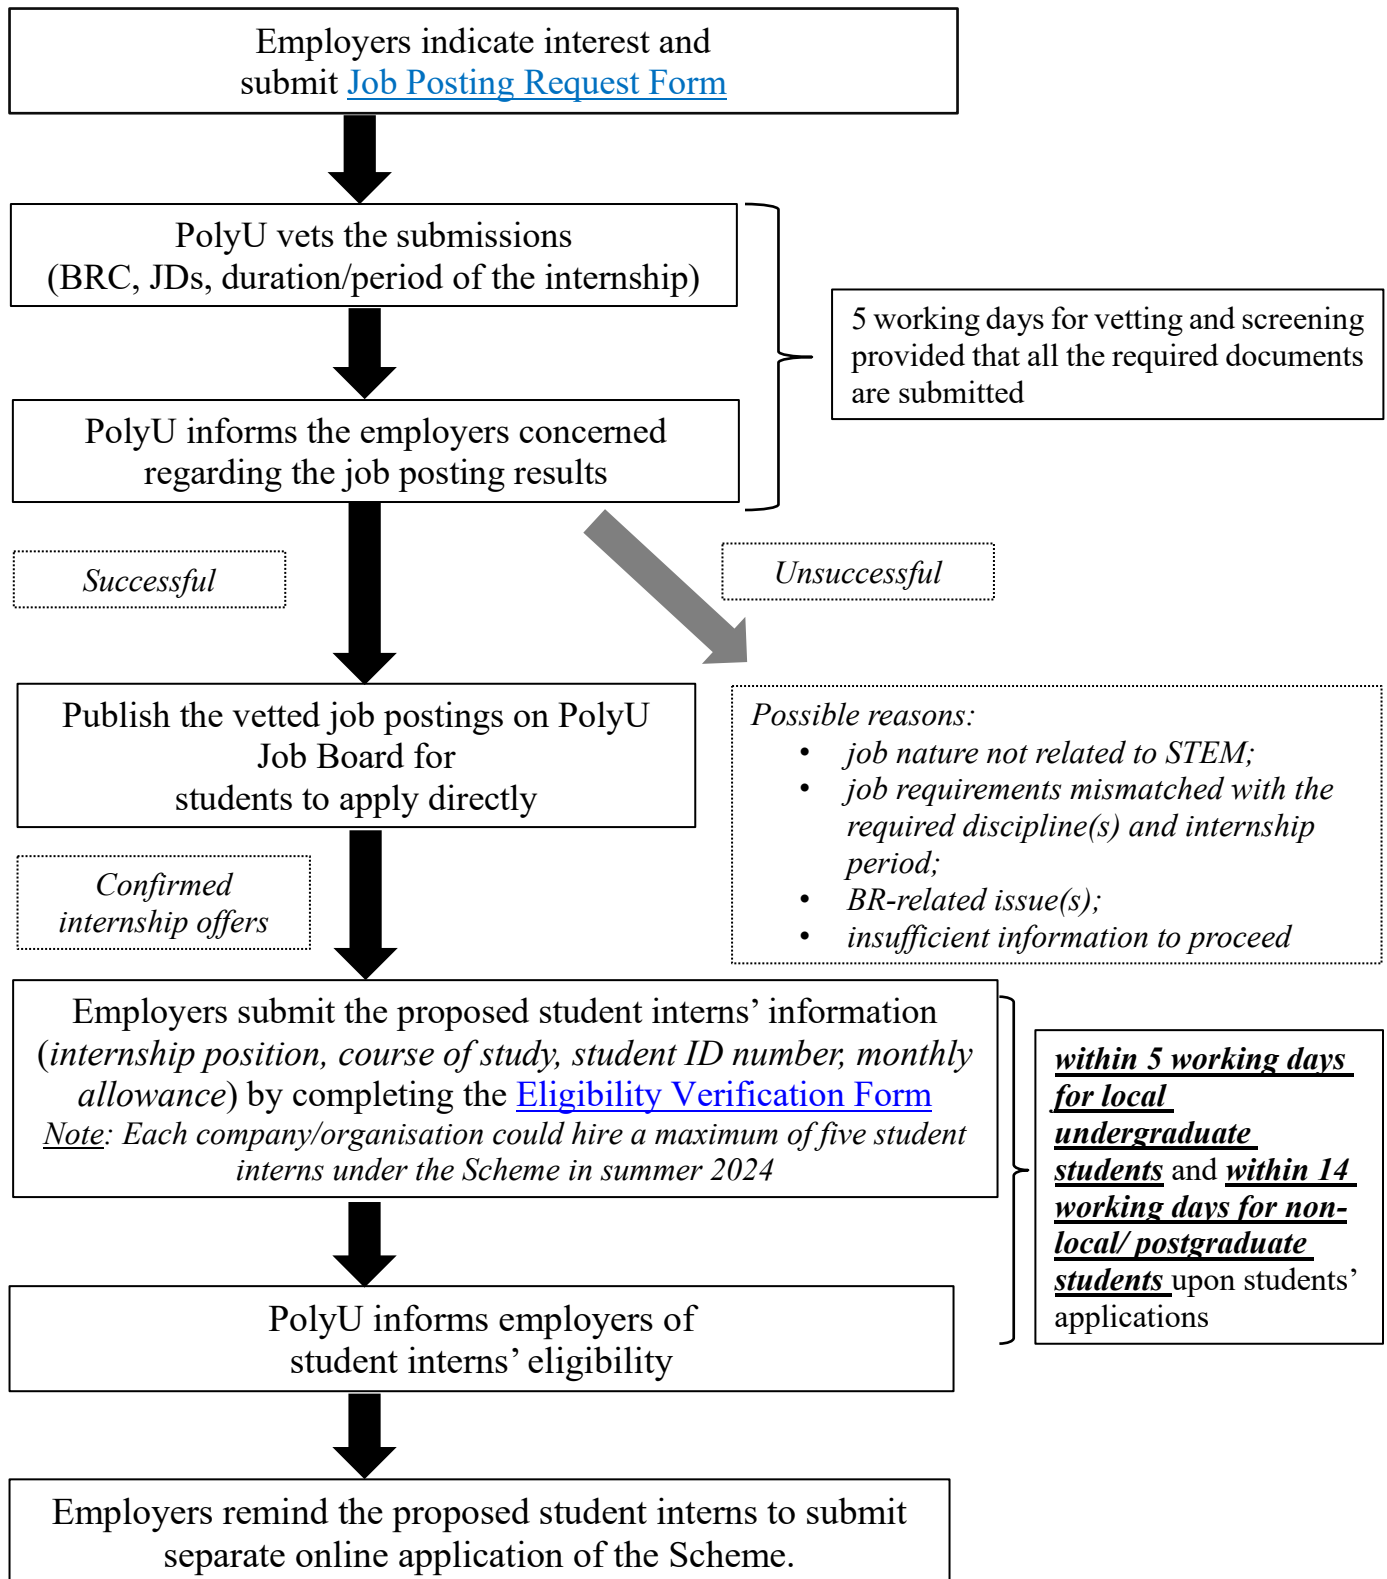 Employers indicate interest and
submit Job Posting Request Form
PolyU vets the submissions
(BRC, JDs, duration/period of the internship)
5 working days for vetting and screening
provided that all the required documents
are submitted
PolyU informs the employers concerned
regarding the job posting results
Successful
Unsuccessful
Publish the vetted job postings on PolyU
Job Board for
students to apply directly
Possible reasons:
• job nature not related to STEM;
• job requirements mismatched with the
required discipline(s) and internship
period;
• BR-related issue(s);
• insufficient information to proceed
Confirmed
internship offers
Employers submit the proposed student interns’ information
(internship position, course of study, student ID number, monthly
allowance) by completing the Eligibility Verification Form
Note: Each company/organisation could hire a maximum of five student
interns under the Scheme in summer 2024
within 5 working days
for local
undergraduate
students and within 14
working days for non-
local/ postgraduate
students upon students’
applications
PolyU informs employers of
student interns’ eligibility
Employers remind the proposed student interns to submit
separate online application of the Scheme.